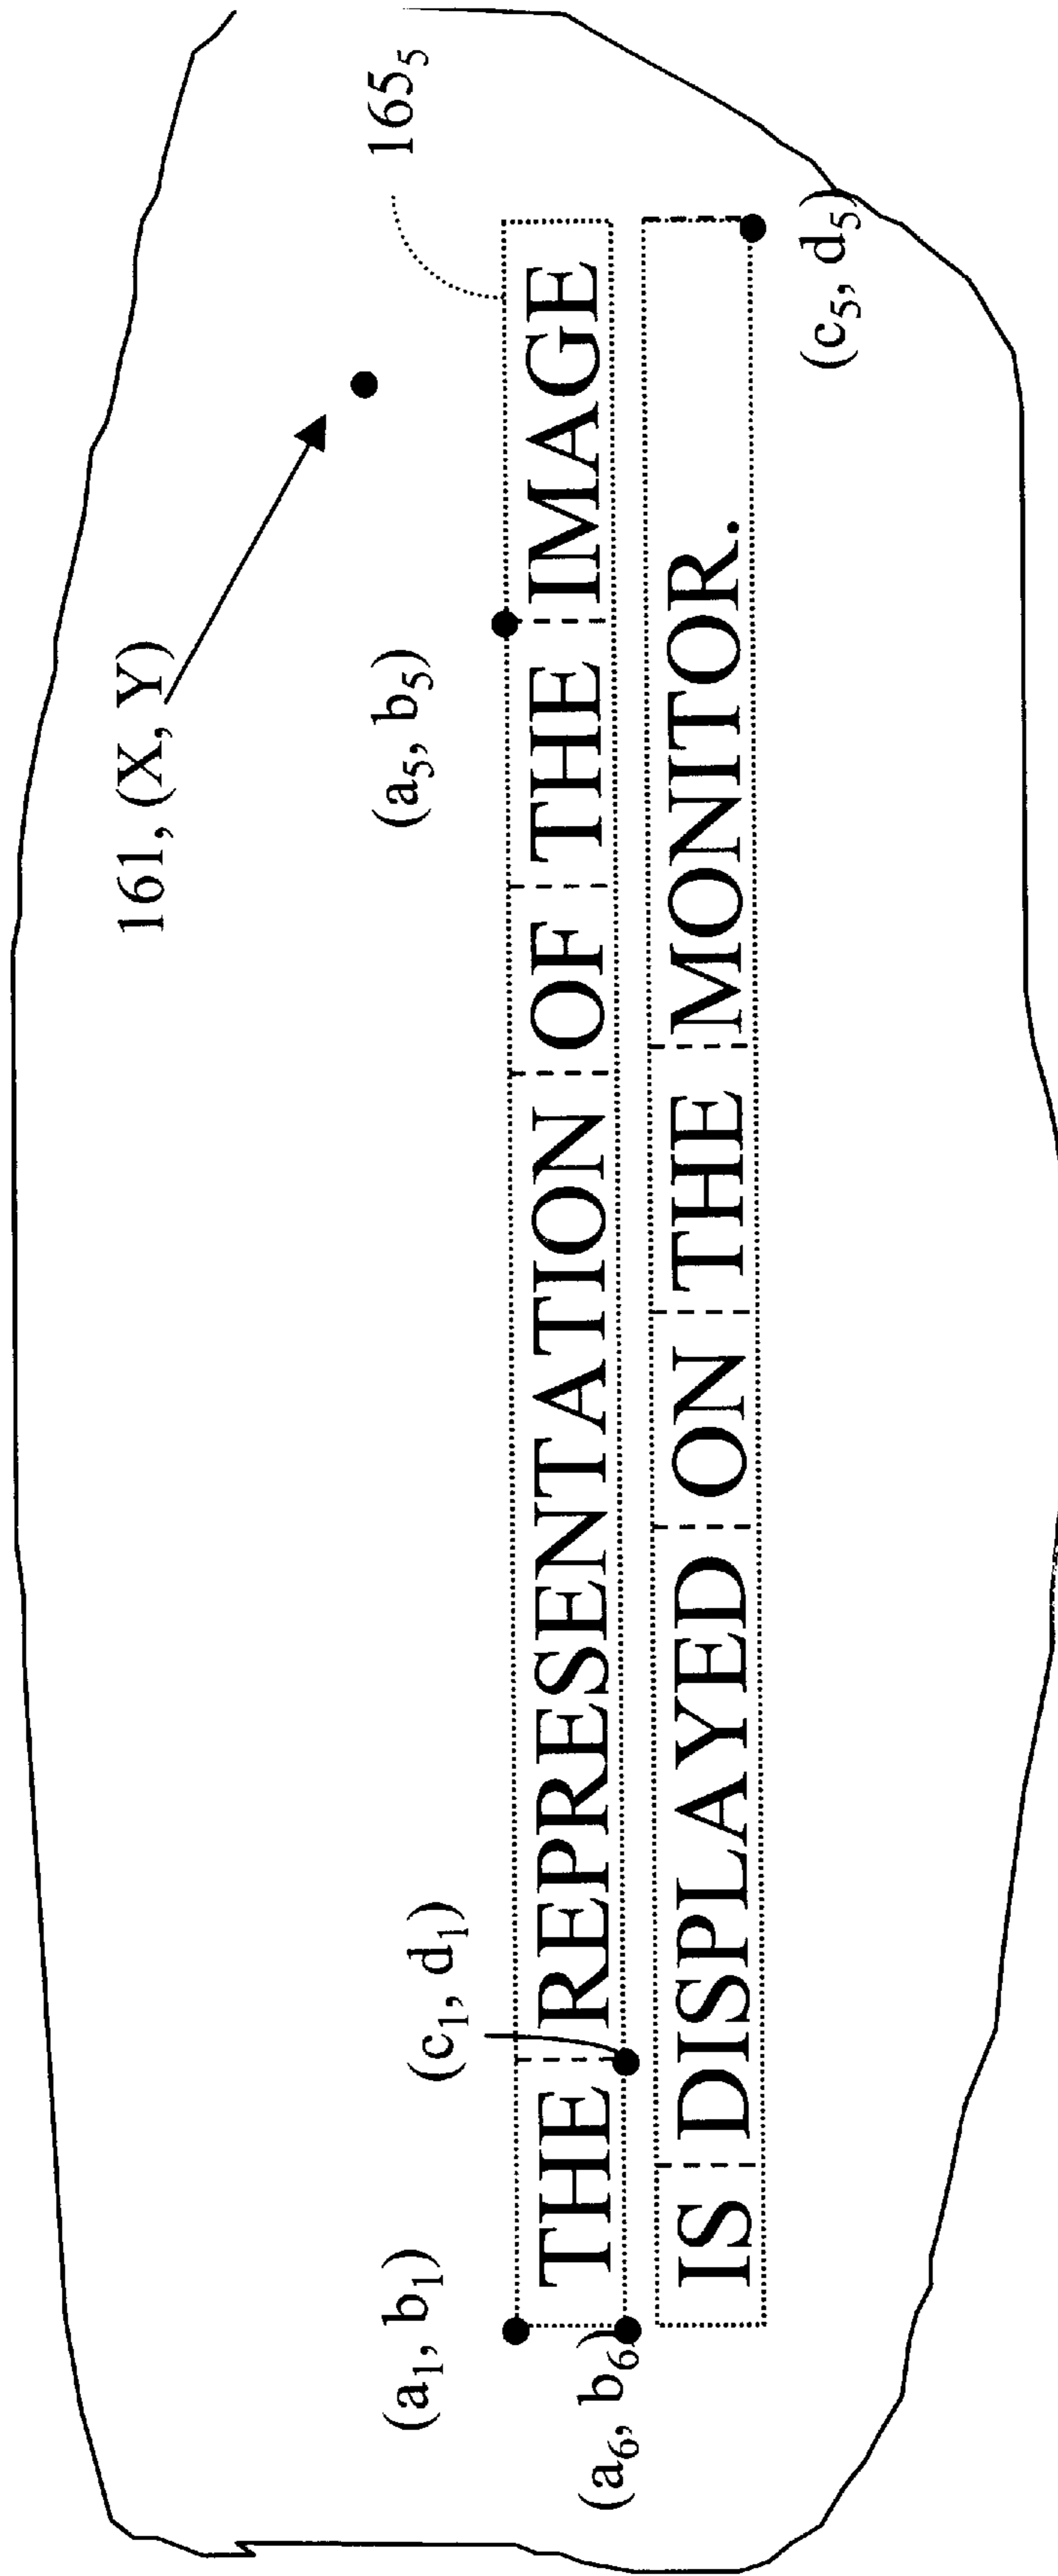 161, (X, Y)
165₅
(a₁, b₁)
(c₁, d₁)
(a₅, b₅)
THE REPRESENTATION OF THE IMAGE
(a₆, b₆)
IS DISPLAYED ON THE MONITOR.
(c₅, d₅)